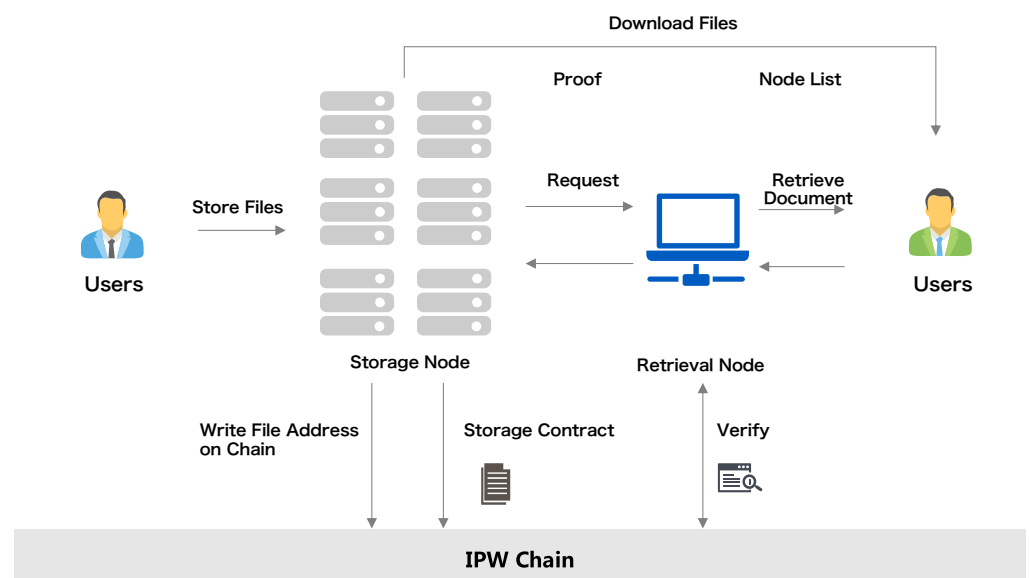 Download Files
Proof
Node List
Request
Retrieve
Document
Store Files
Users
Users
Storage Node
Retrieval Node
Write File Address
on Chain
Storage Contract
Verify
IPW Chain